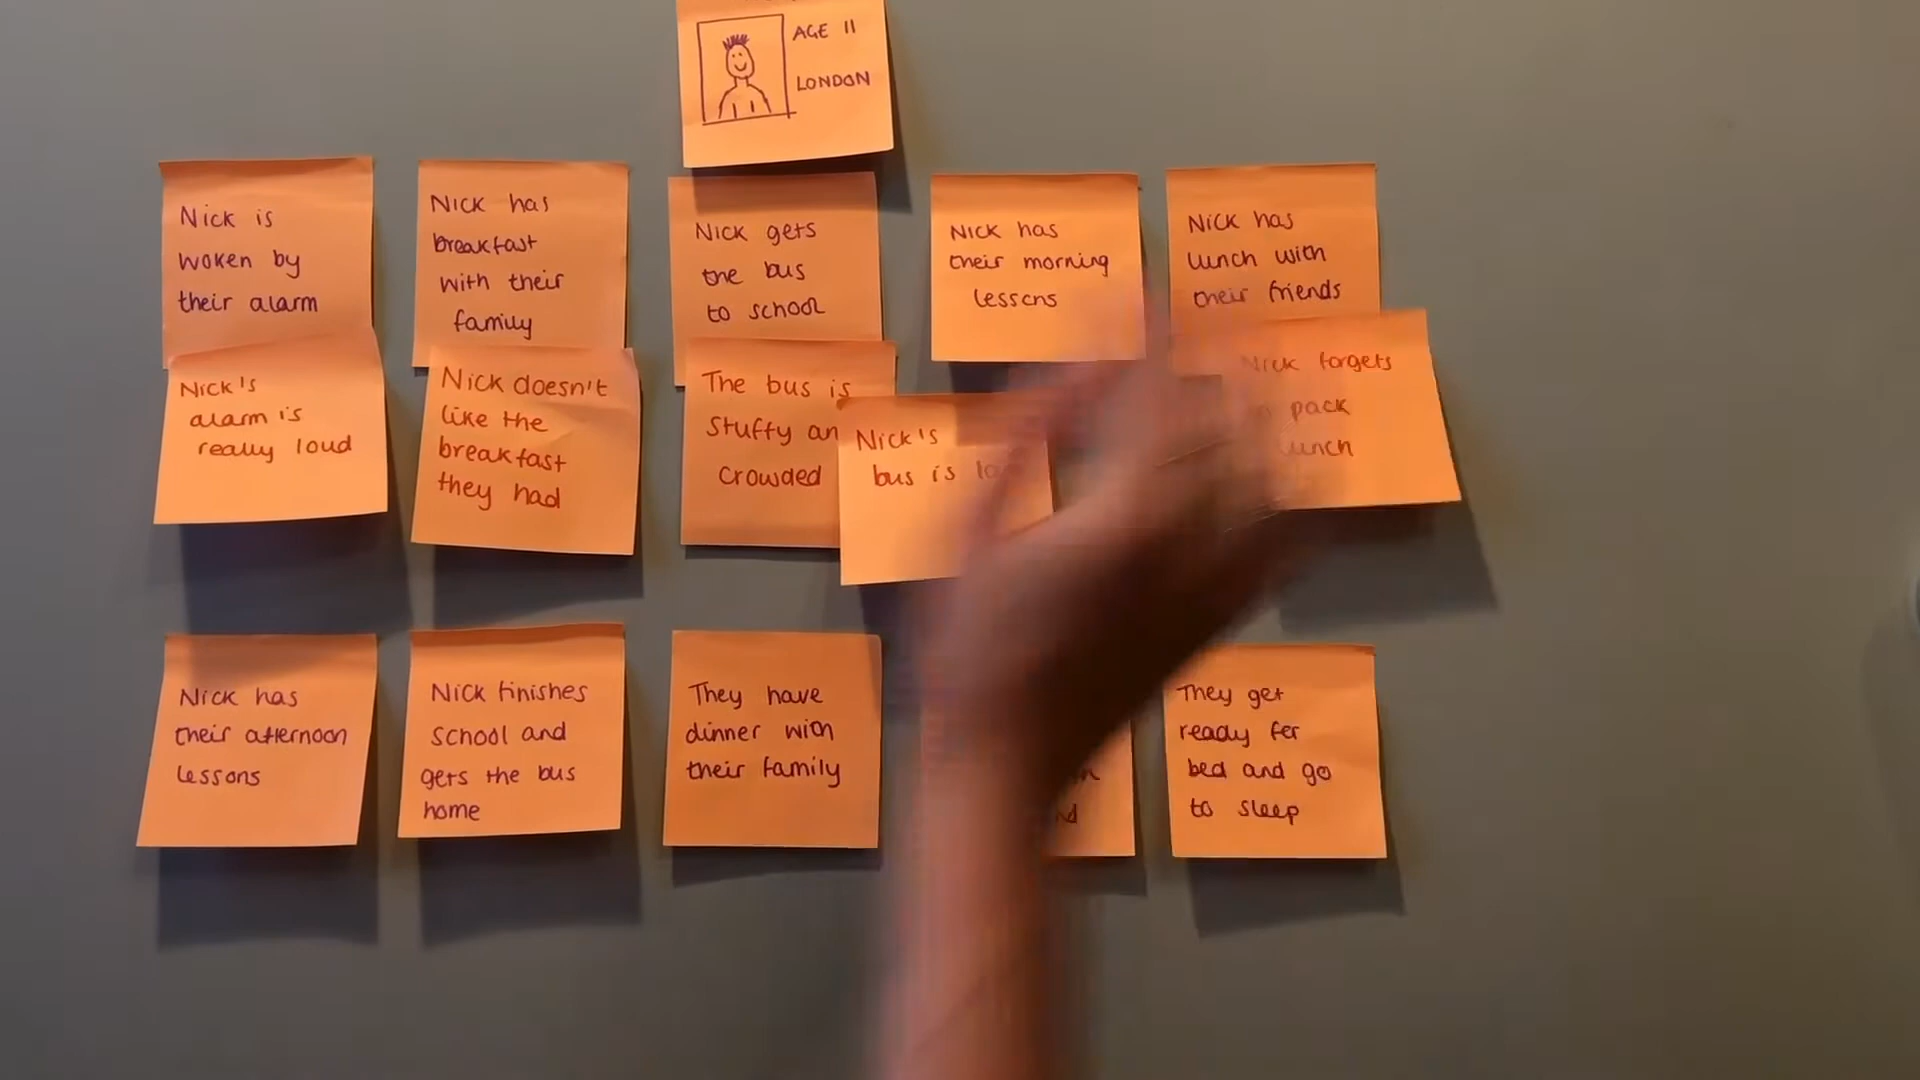 AGE 11
LONDON
Nick is
woken by
their alarm
Nick has
breakfast
with their
family
Nick gets
the bus
to school
Nick has
their morning
lessons
Nick has
lunch with
their friends
Nick's
alarm is
really loud
Nick doesn't
like the
breakfast
they had
The bus is
stuffy an
crowded
Nick's
bus is
Nick forgets
pack
lunch
Nick has
their afternoon
lessons
Nick finishes
school and
gets the bus
home
They have
dinner with
their family
They get
ready for
bed and go
to sleep